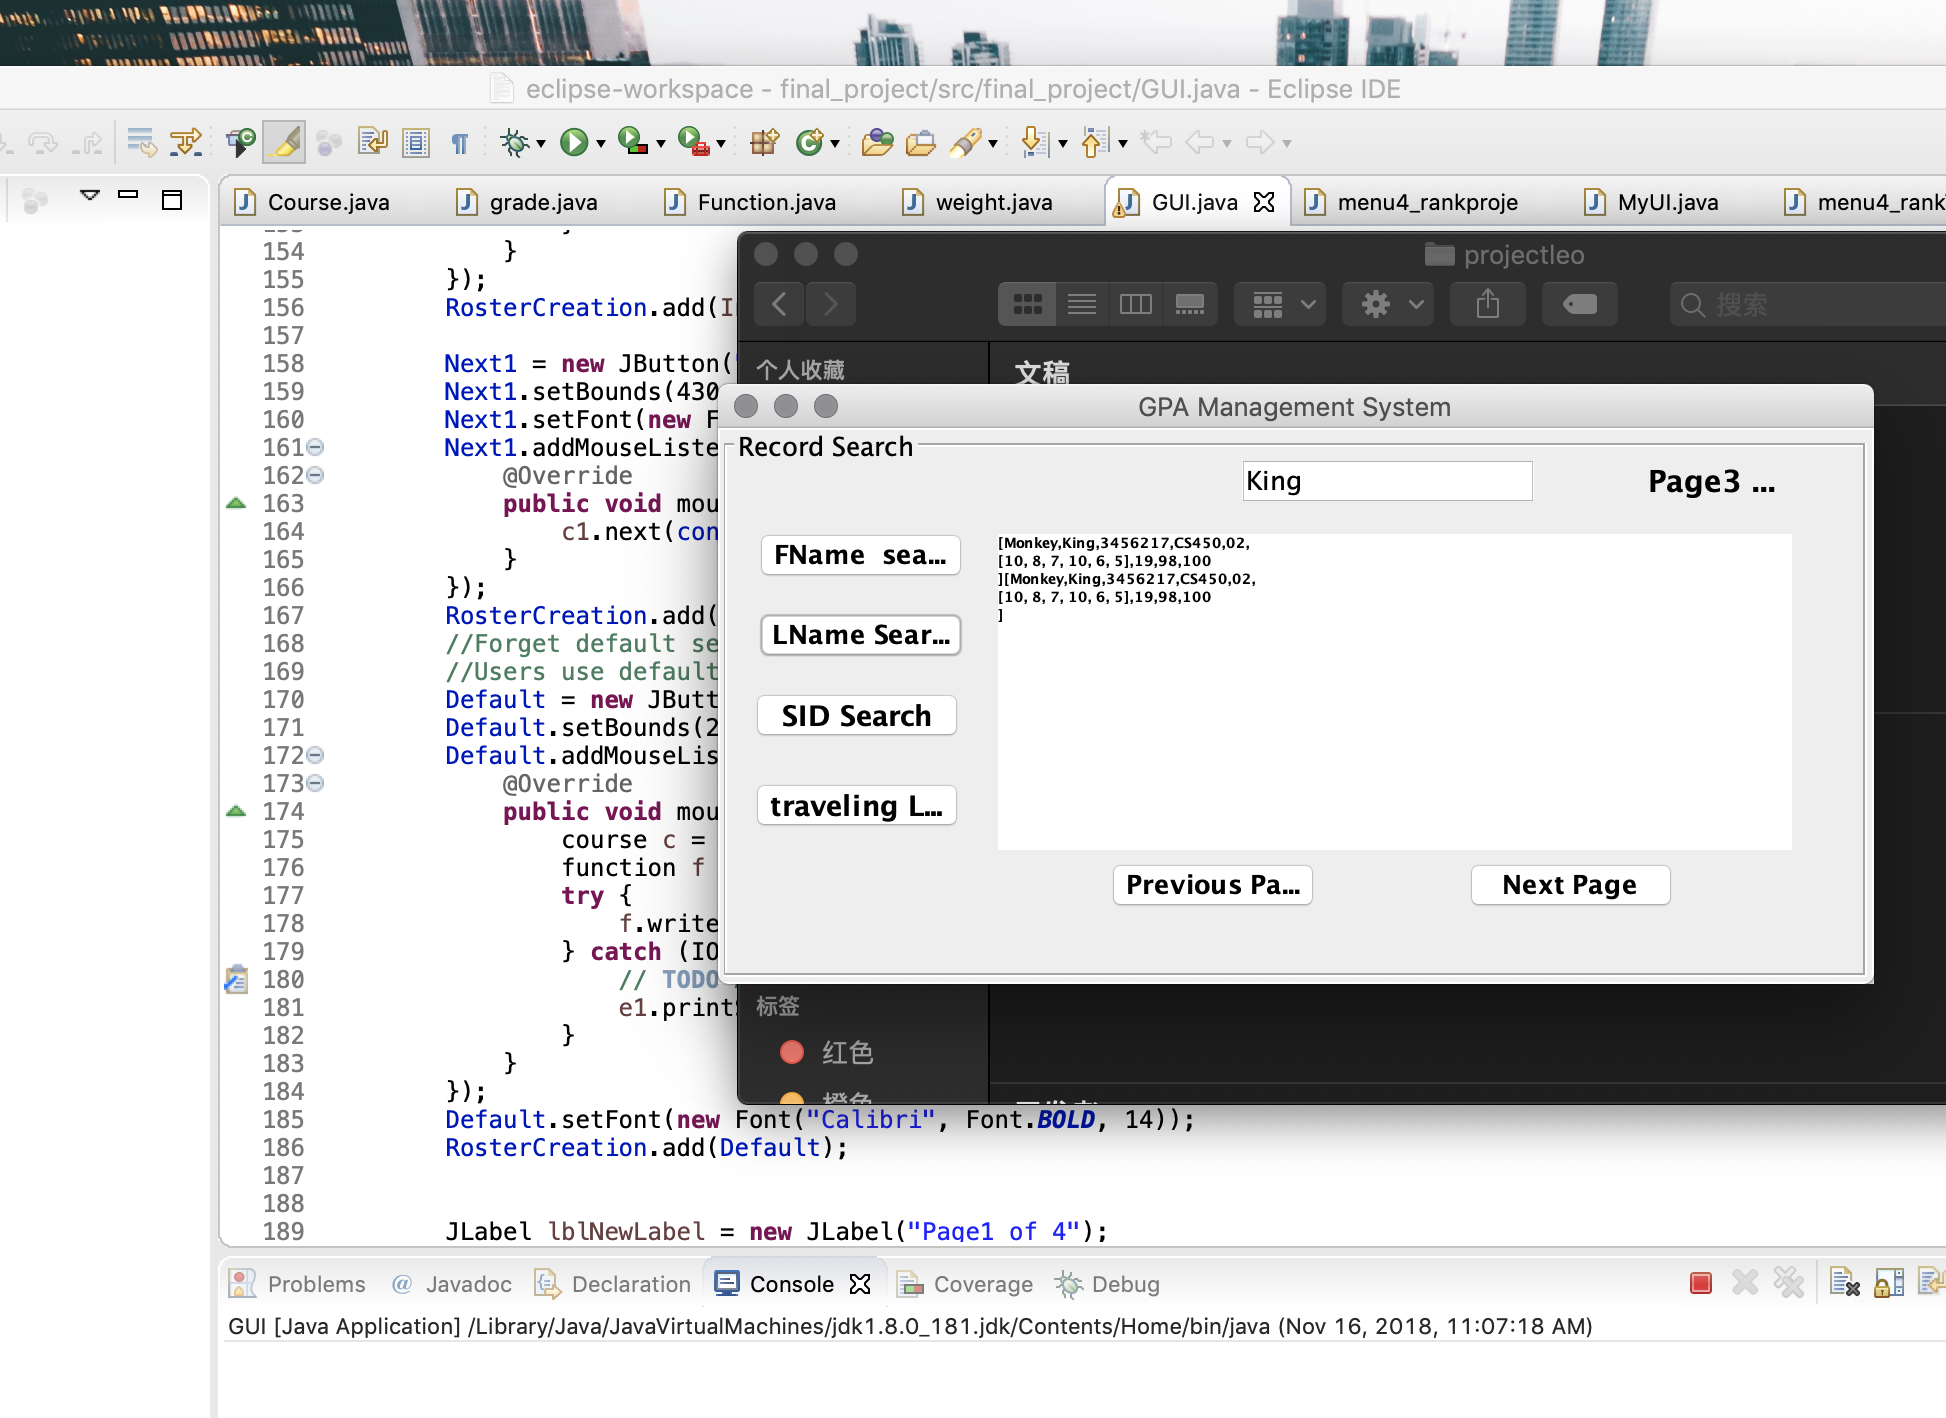 eclipse-workspace - final_project/src/final_project/GUI.java - Eclipse IDE
Course.java
grade.java
Function.java
weight.java
GUI.java
menu4_rankproje
MyUI.java
menu4_rank
154 }
155 });
156 RosterCreation.add(I
157
158 Next1 = new JButton(
159 Next1.setBounds(430
160 Next1.setFont(new F
161 Next1.addMouseListe
162 @Override
163 public void mou
164 c1.next(con
165 }
166 });
167 RosterCreation.add(
168 //Forget default se
169 //Users use default
170 Default = new JButt
171 Default.setBounds(2
172 Default.addMouseLis
173 @Override
174 public void mou
175 course c =
176 function f
177 try {
178 f.write
179 } catch (IO
180 // TODO
181 e1.print
182 }
183 }
184 });
185 Default.setFont(new Font("Calibri", Font.BOLD, 14));
186 RosterCreation.add(Default);
187
188
189 JLabel lblNewLabel = new JLabel("Page1 of 4");
projectleo
搜索
个人收藏
文稿
GPA Management System
Record Search
King
Page3 ...
FName sea...
LName Sear...
SID Search
traveling L...
[Monkey,King,3456217,CS450,02,
[10, 8, 7, 10, 6, 5],19,98,100
][Monkey,King,3456217,CS450,02,
[10, 8, 7, 10, 6, 5],19,98,100
]
Previous Pa...
Next Page
标签
红色
橙色
Problems
Javadoc
Declaration
Console
Coverage
Debug
GUI [Java Application] /Library/Java/JavaVirtualMachines/jdk1.8.0_181.jdk/Contents/Home/bin/java (Nov 16, 2018, 11:07:18 AM)